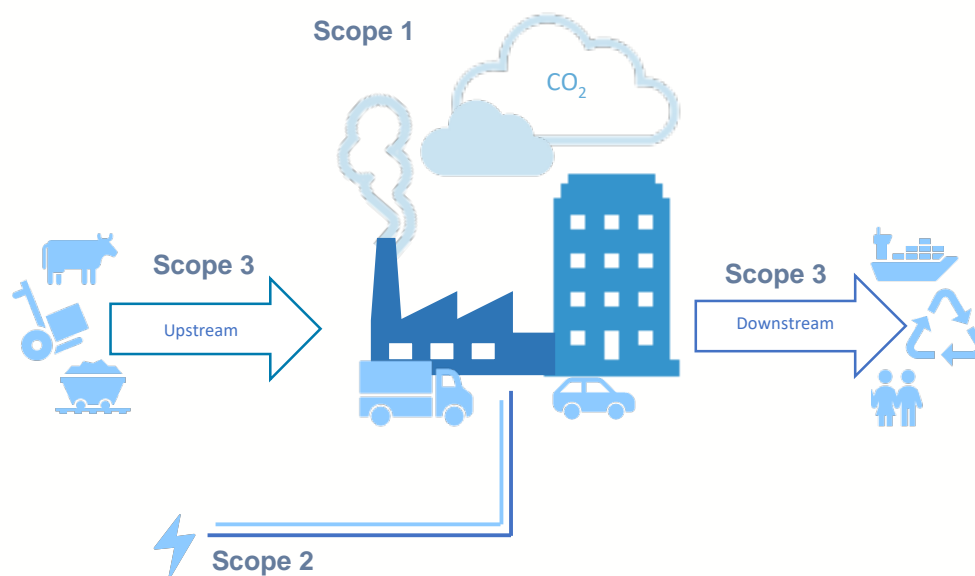 Scope 1
CO₂
Scope 3
Upstream
Scope 3
Downstream
Scope 2